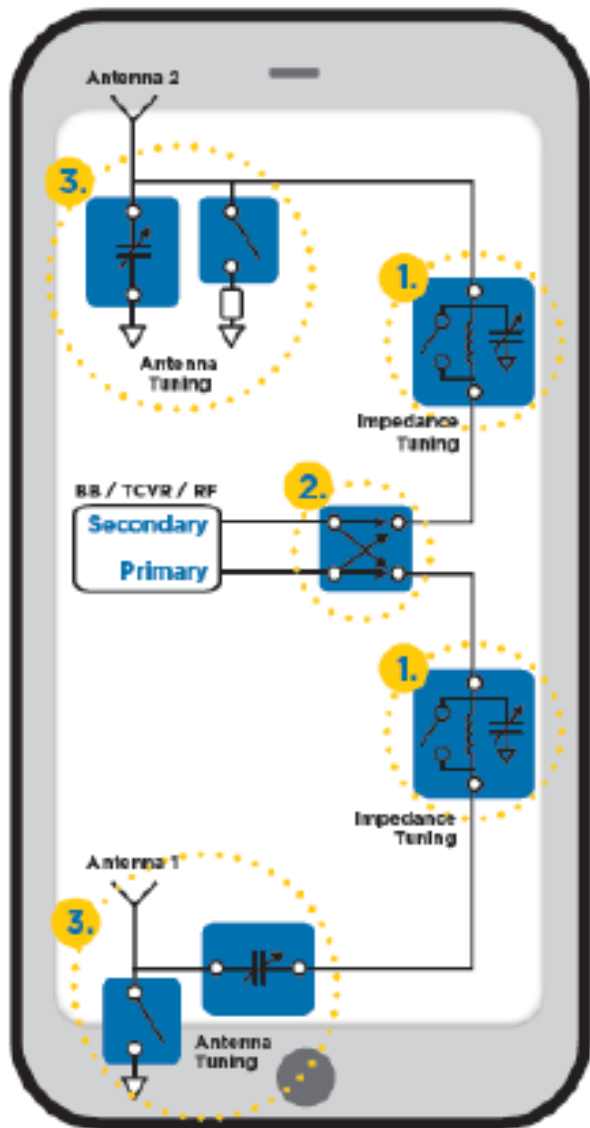 Antenna 2
3.
1.
Antenna
Tuning
Impedance
Tuning
2.
BB / TCVR / RF
Secondary
Primary
1.
Impedance
Tuning
Antenna 1
3.
Antenna
Tuning